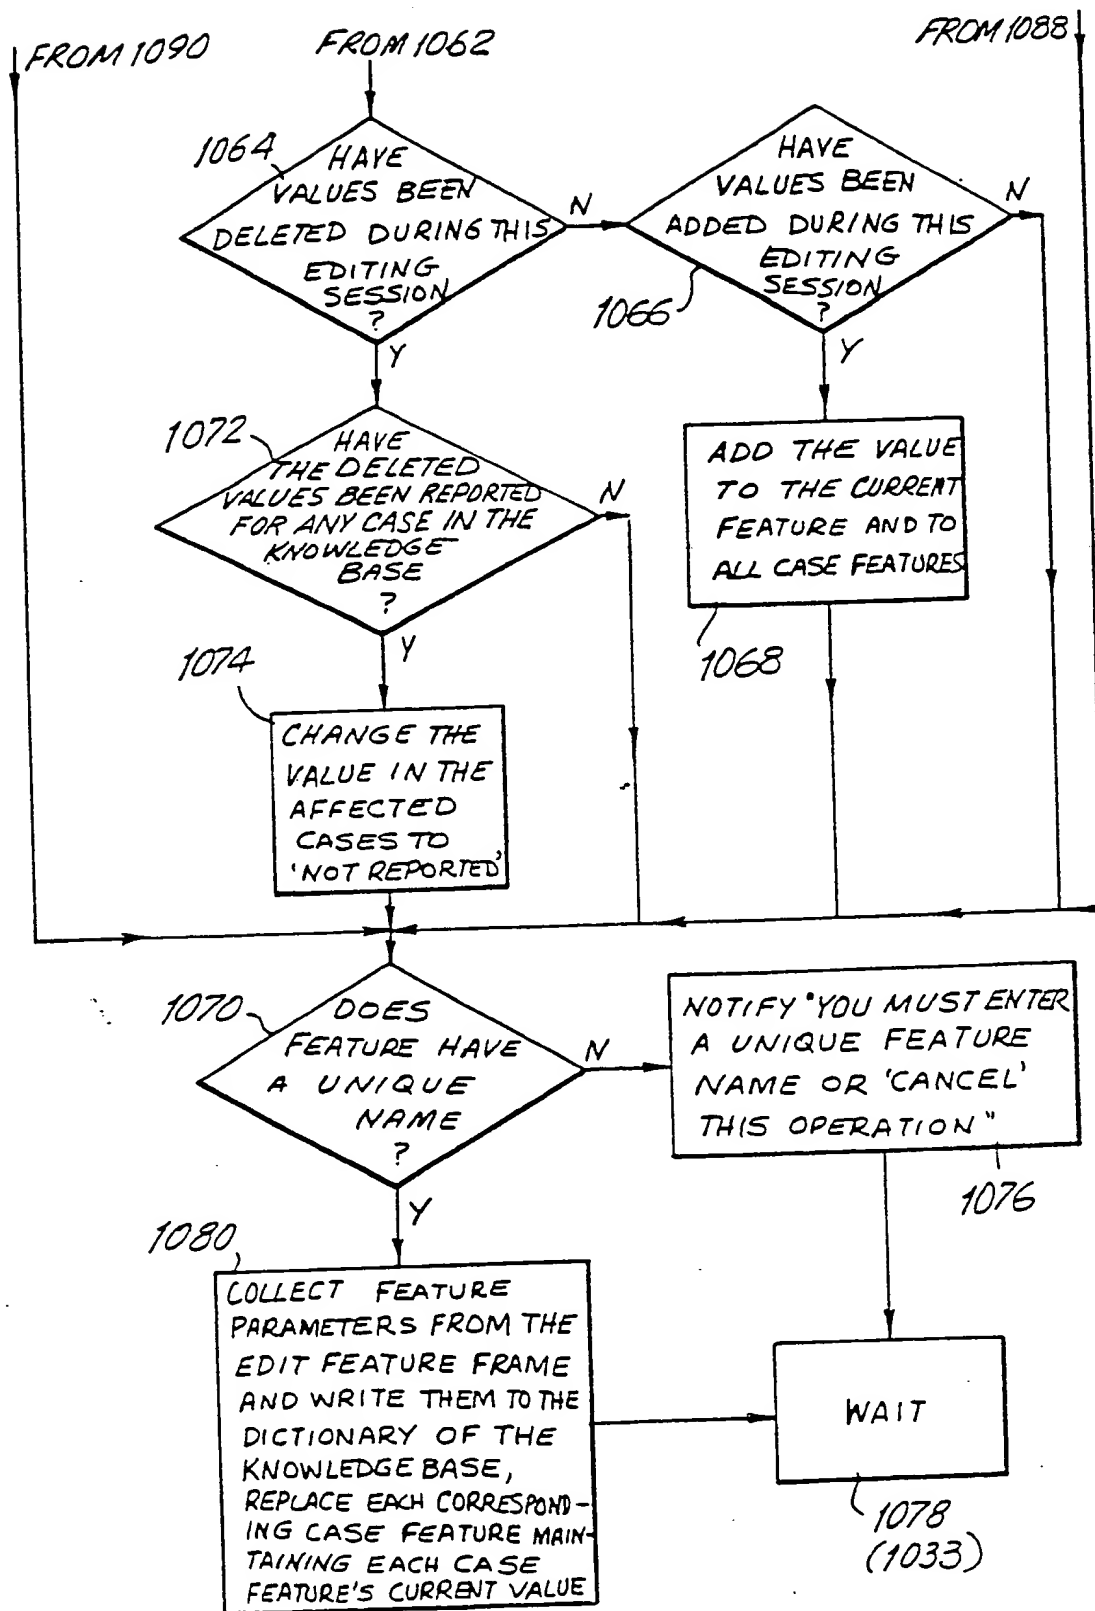 FROM 1090
FROM 1062
FROM 1088
1064
HAVE
VALUES BEEN
DELETED DURING THIS
EDITING
SESSION
?
N
Y
HAVE
VALUES BEEN
ADDED DURING THIS
EDITING
SESSION
?
N
1066
Y
1072
HAVE
THE DELETED
VALUES BEEN REPORTED
FOR ANY CASE IN THE
KNOWLEDGE
BASE
?
N
Y
ADD THE VALUE
TO THE CURRENT
FEATURE AND TO
ALL CASE FEATURES
1068
1074
CHANGE THE
VALUE IN THE
AFFECTED
CASES TO
'NOT REPORTED'
1070
DOES
FEATURE HAVE
A UNIQUE
NAME
?
N
Y
NOTIFY "YOU MUST ENTER
A UNIQUE FEATURE
NAME OR 'CANCEL'
THIS OPERATION"
1076
1080
COLLECT FEATURE
PARAMETERS FROM THE
EDIT FEATURE FRAME
AND WRITE THEM TO THE
DICTIONARY OF THE
KNOWLEDGE BASE,
REPLACE EACH CORRESPOND-
ING CASE FEATURE MAIN-
TAINING EACH CASE
FEATURE'S CURRENT VALUE
WAIT
1078
(1033)